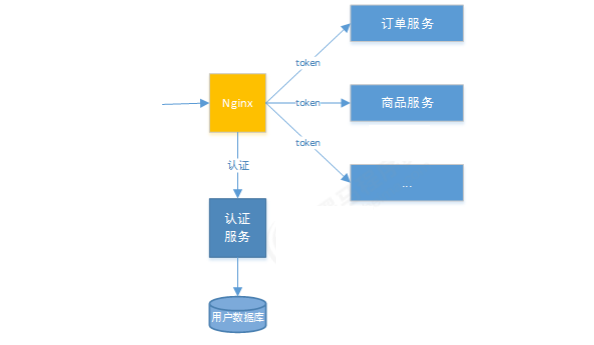 订单服务
token
Nginx
token
商品服务
token
认证
...
认证
服务
用户数据库